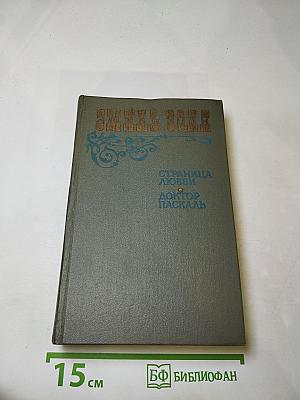 ЭМИЛЬ ЗОЛЯ
СТРАНИЦА
ЛЮБВИ
ДОКТОР
ПАСКАЛЬ
15 см
БФ БИБЛИОФАН